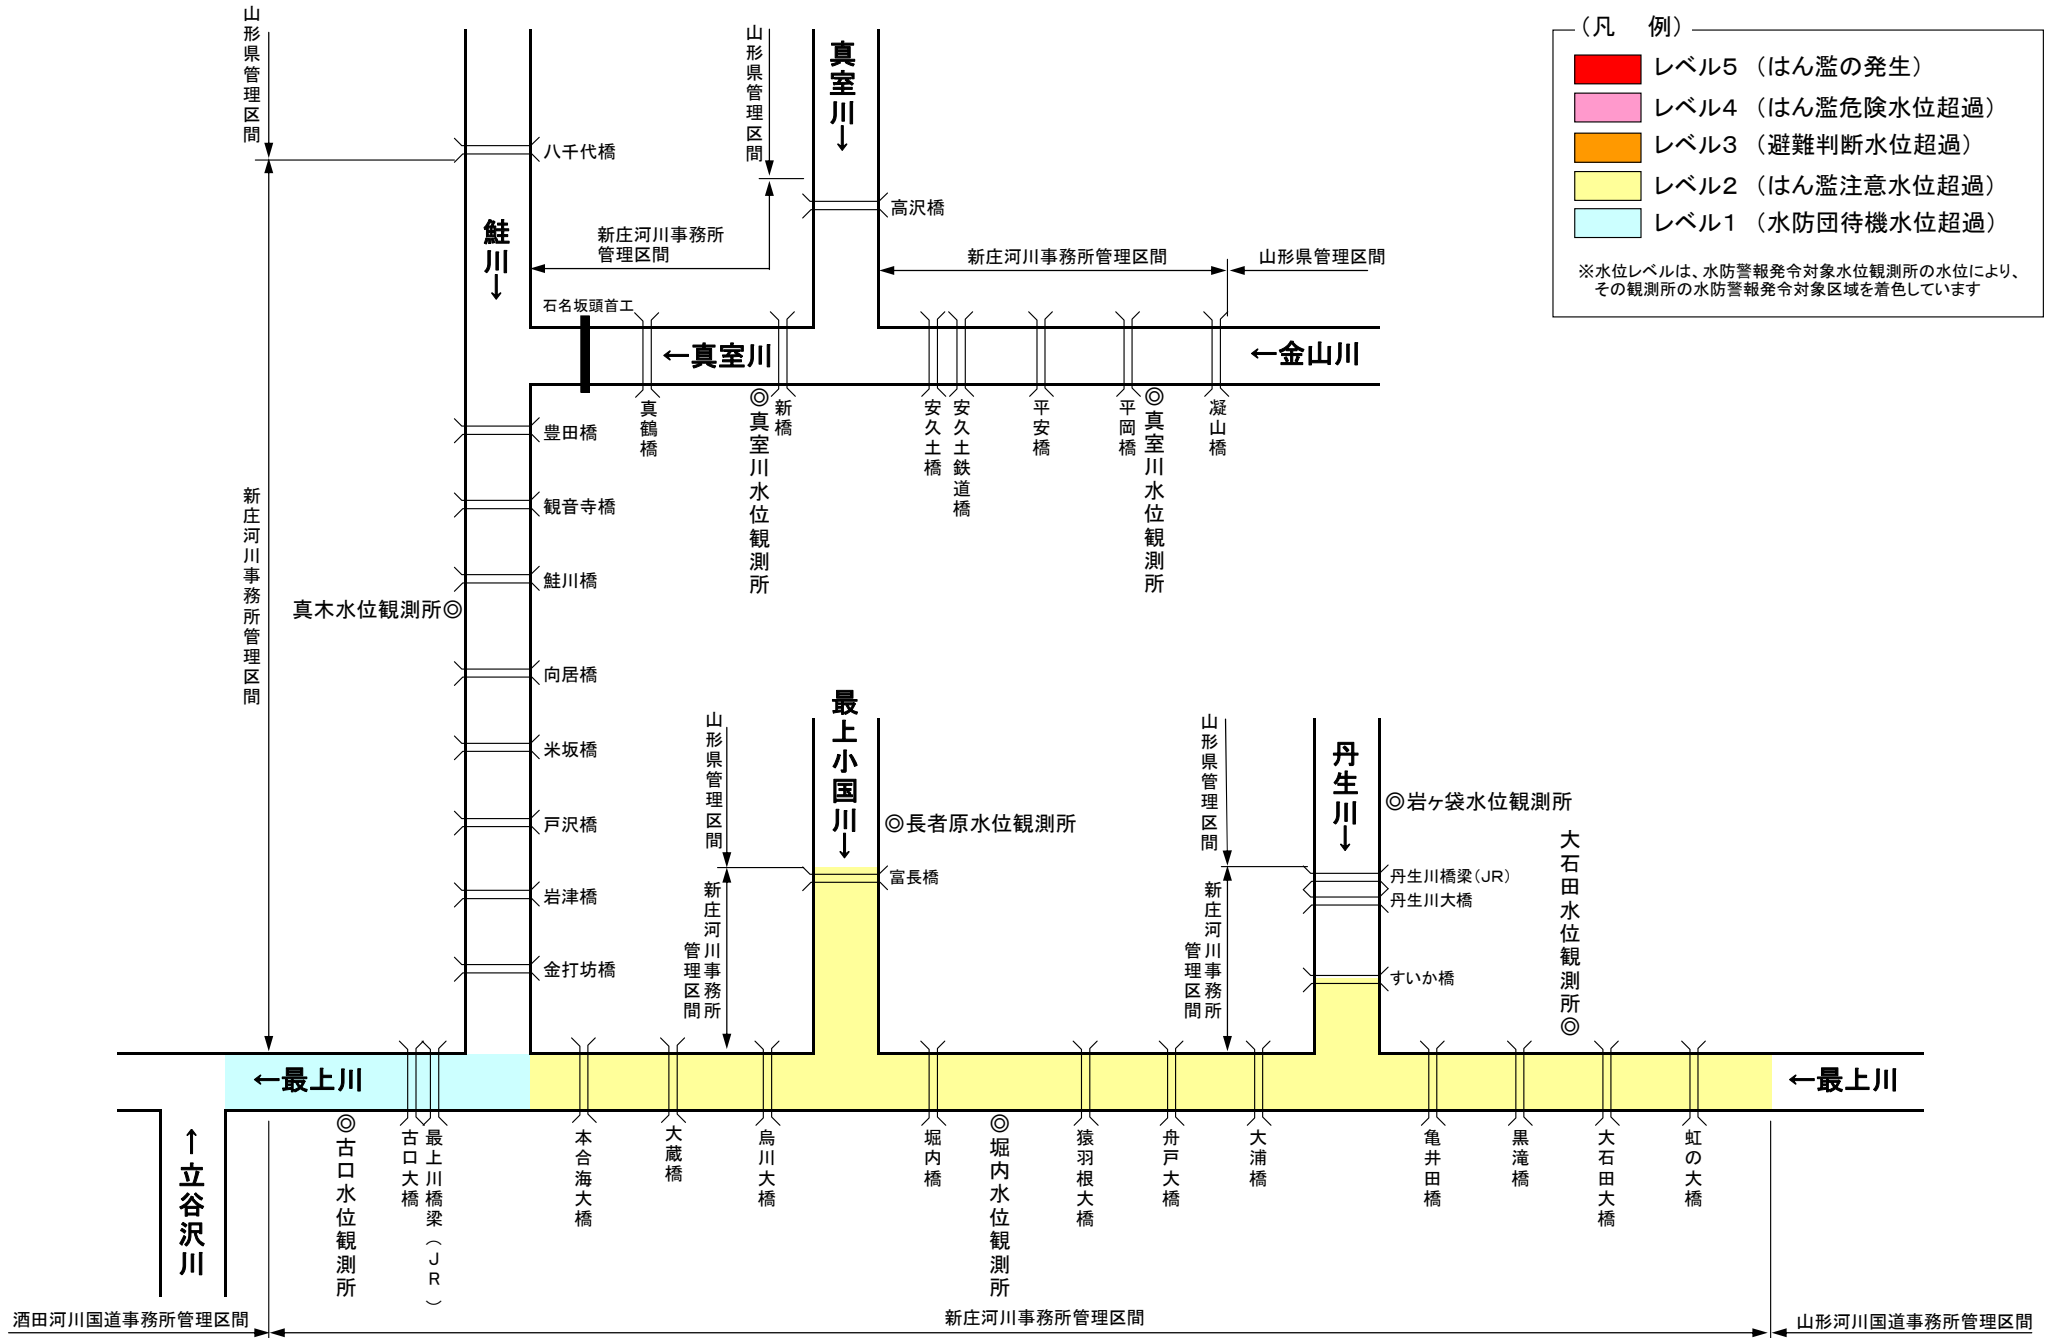 (凡　例)
レベル5 (はん濫の発生)
レベル4 (はん濫危険水位超過)
レベル3 (避難判断水位超過)
レベル2 (はん濫注意水位超過)
レベル1 (水防団待機水位超過)
※水位レベルは、水防警報発令対象水位観測所の水位により、
その観測所の水防警報発令対象区域を着色しています
山形県管理区間
八千代橋
鮭川↓
新庄河川事務所管理区間
山形県管理区間
真室川↓
高沢橋
新庄河川事務所
管理区間
新庄河川事務所管理区間
山形県管理区間
石名坂頭首工
←真室川
←金山川
真鶴橋
◎真室川水位観測所
新橋
安久土橋
安久土鉄道橋
平安橋
平岡橋
◎真室川水位観測所
凝山橋
豊田橋
観音寺橋
鮭川橋
真木水位観測所◎
向居橋
米坂橋
戸沢橋
岩津橋
金打坊橋
山形県管理区間
新庄河川事務所
管理区間
最上小国川↓
◎長者原水位観測所
富長橋
山形県管理区間
新庄河川事務所
管理区間
丹生川↓
◎岩ヶ袋水位観測所
丹生川橋梁(JR)
丹生川大橋
すいか橋
大石田水位観測所◎
←最上川
←最上川
↑立谷沢川
◎古口水位観測所
古口大橋
最上川橋梁(JR)
本合海大橋
大蔵橋
烏川大橋
堀内橋
◎堀内水位観測所
猿羽根大橋
舟戸大橋
大浦橋
亀井田橋
黒滝橋
大石田大橋
虹の大橋
酒田河川国道事務所管理区間
新庄河川事務所管理区間
山形河川国道事務所管理区間